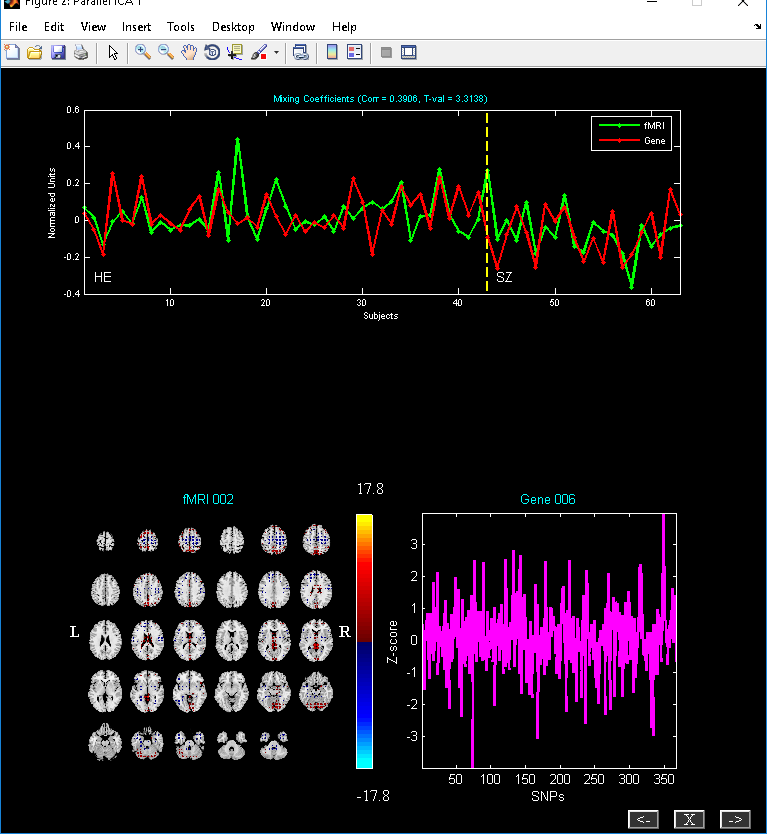 Figure 2: Parallel ICA 1
File Edit View Insert Tools Desktop Window Help
Mixing Coefficients (Corr = 0.3906, T-val = 3.3138)
0.6
0.4
0.2
0
-0.2
-0.4
Normalized Units
fMRI
Gene
HE
SZ
10 20 30 40 50 60
Subjects
fMRI 002
L
R
17.8
-17.8
Gene 006
3
2
1
0
-1
-2
-3
Z-score
50 100 150 200 250 300 350
SNPs
<- X ->